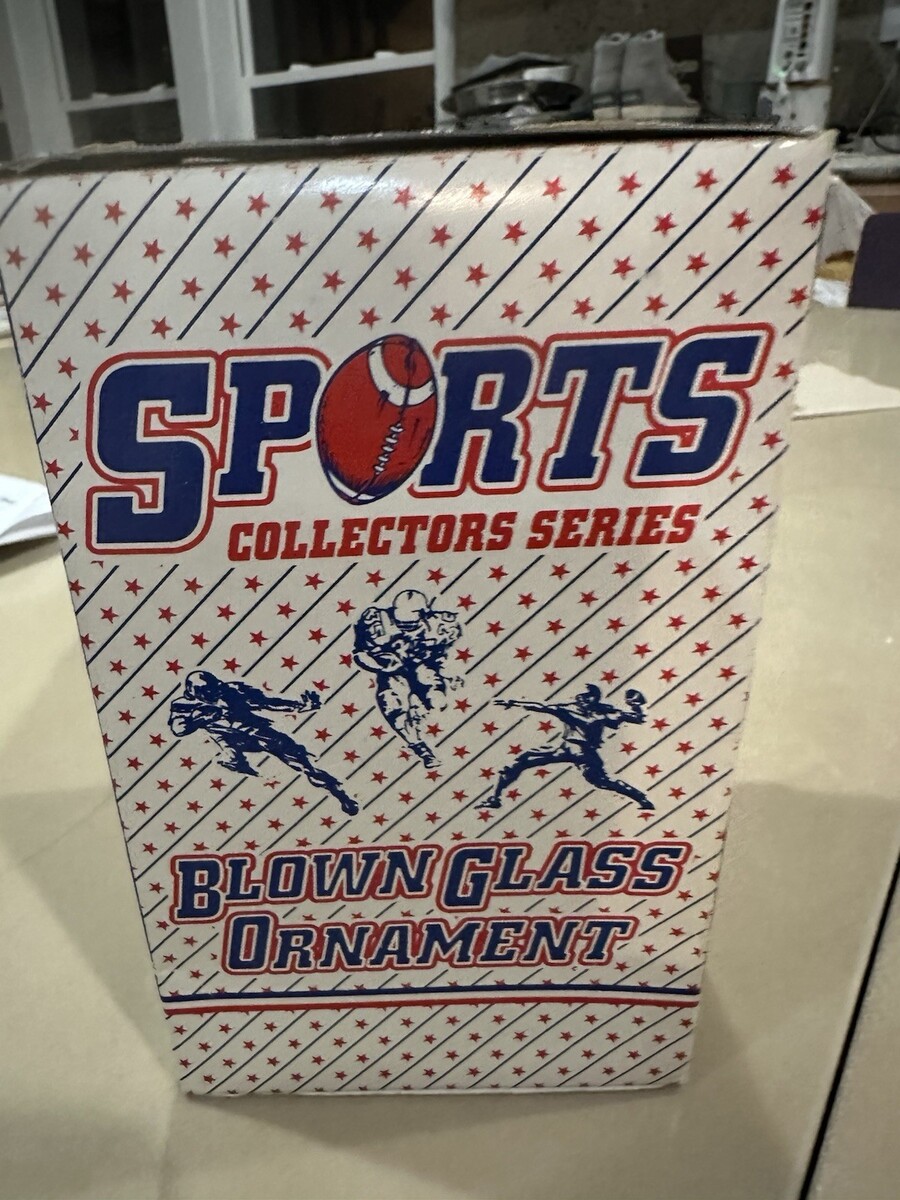 SPORTS
COLLECTORS SERIES
BLOWN GLASS
ORNAMENT